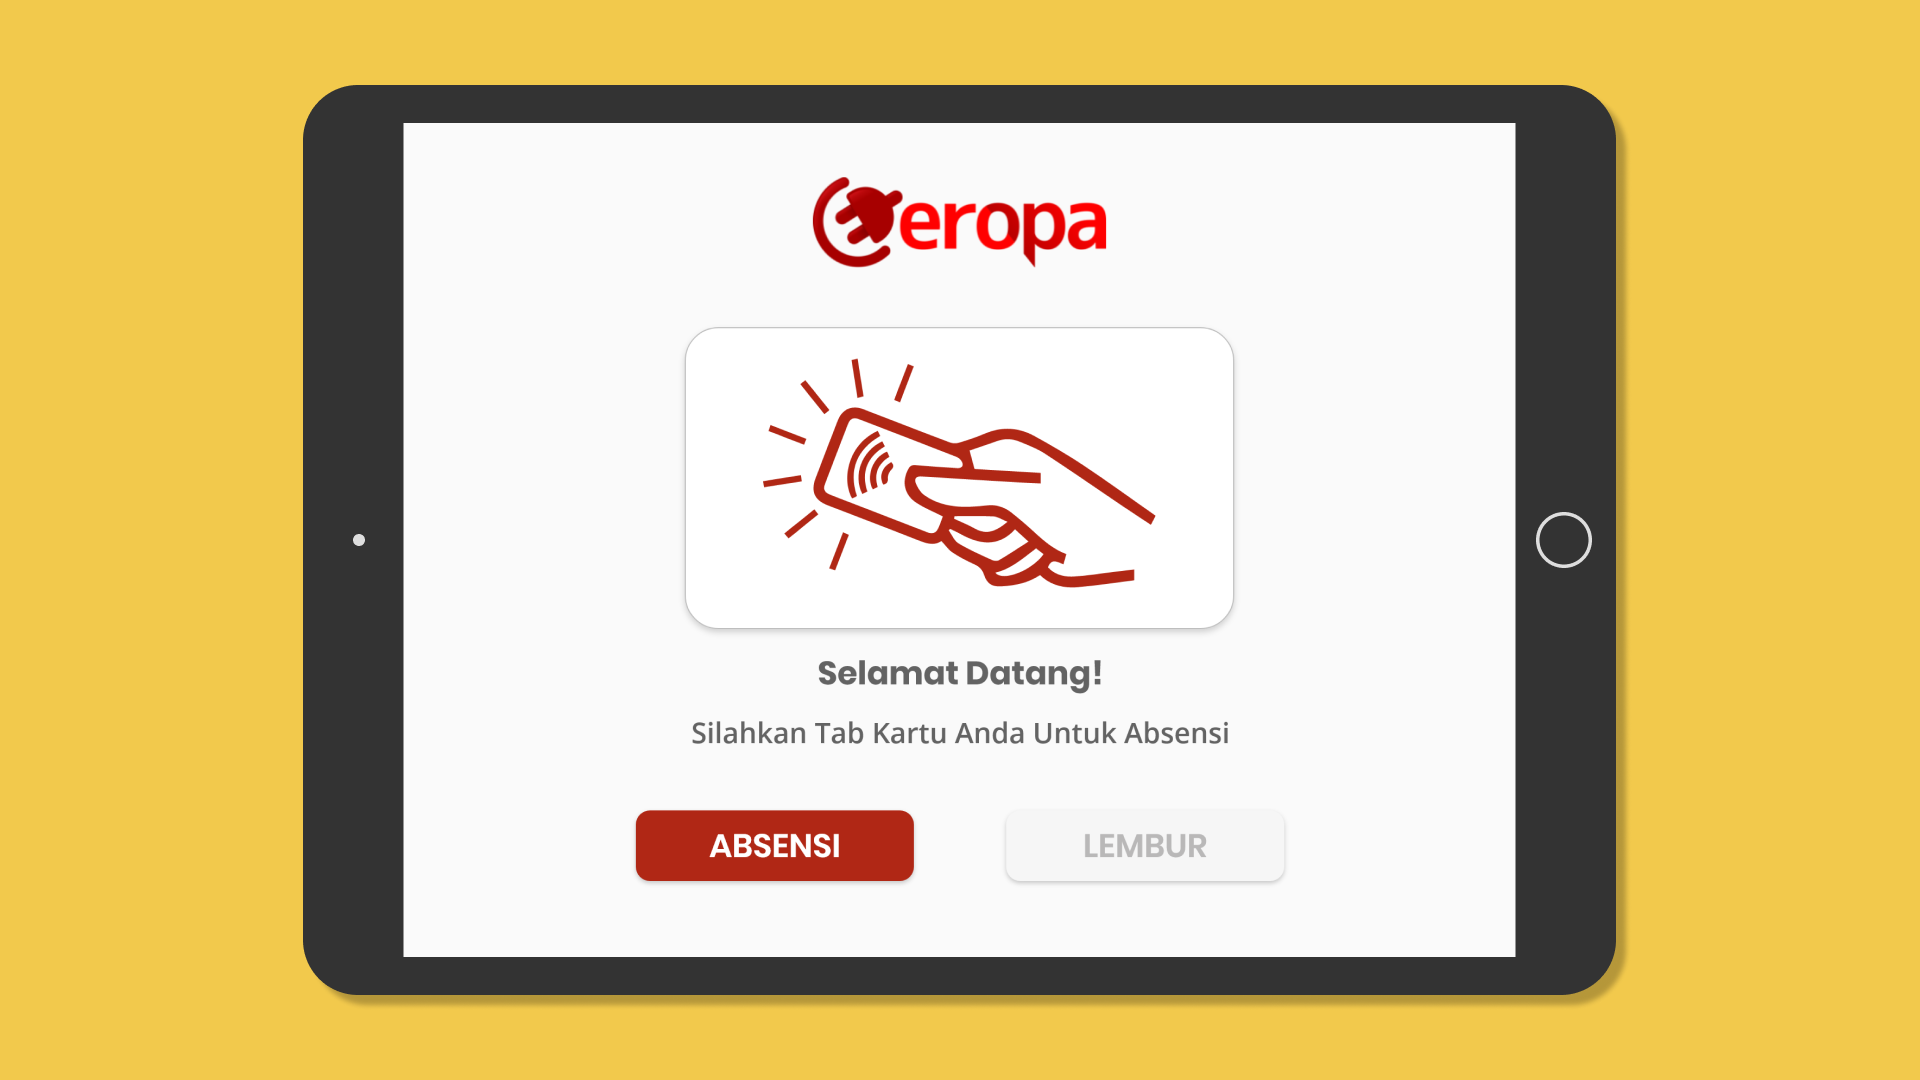 eropa
Selamat Datang!
Silahkan Tab Kartu Anda Untuk Absensi
ABSENSI
LEMBUR